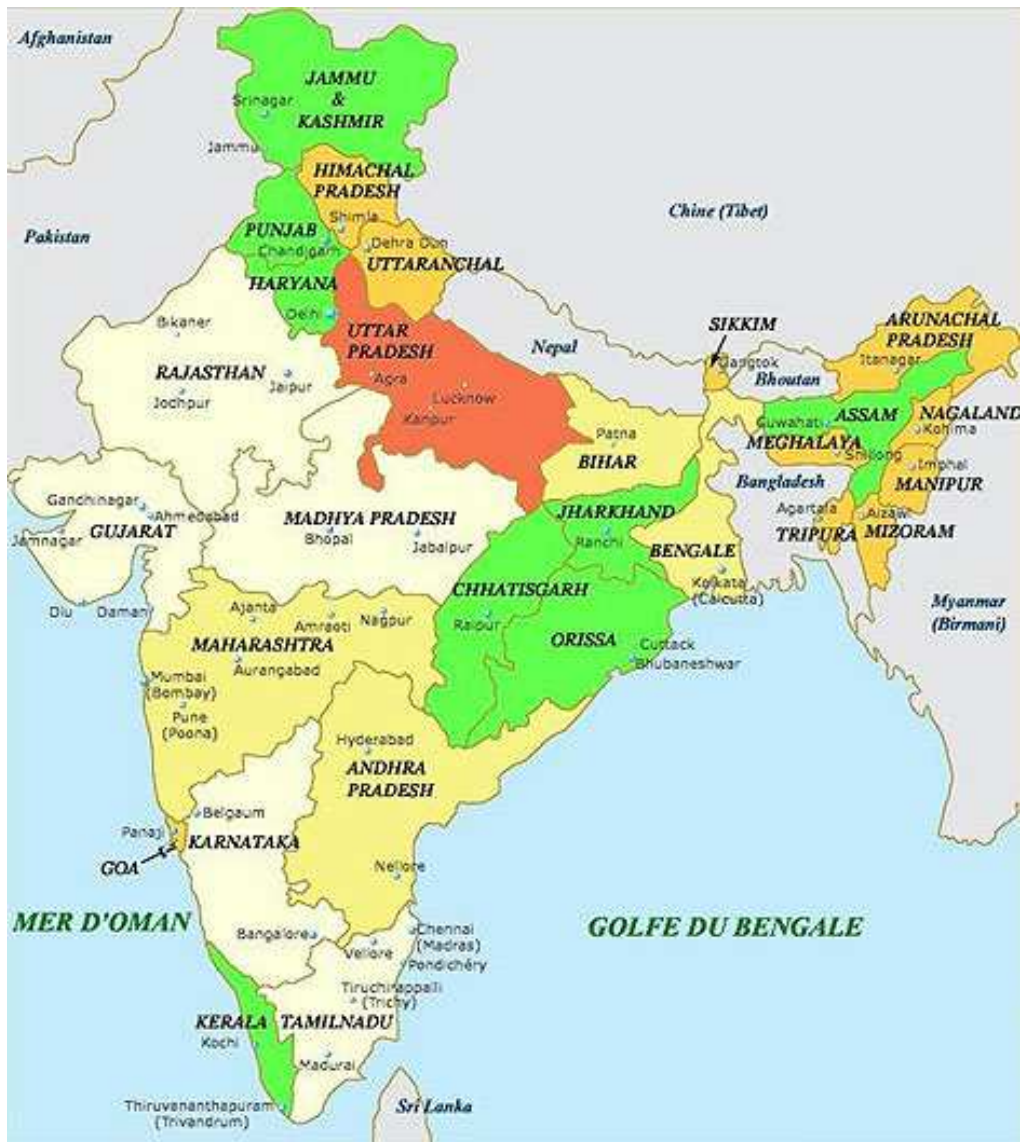 Afghanistan
JAMMU
&
KASHMIR
Srinagar
Jammu
HIMACHAL
PRADESH
Chine (Tibet)
Pakistan
PUNJAB
Shimla
Chandigarh
Dehra Dun
UTTARANCHAL
HARYANA
Delhi
UTTAR
PRADESH
Bikaner
RAJASTHAN
Jaipur
Jodhpur
Agra
Lucknow
Kanpur
Nepal
SIKKIM
Gangtok
Bhoutan
ARUNACHAL
PRADESH
Itanagar
ASSAM
Guwahati
NAGALAND
Kohima
MEGHALAYA
Shillong
Imphal
MANIPUR
Patna
BIHAR
Bangladesh
Agartala
TRIPURA
Aizawl
MIZORAM
Gandhinagar
Ahmedabad
GUJARAT
Jamnagar
MADHYA PRADESH
Bhopal
Jabalpur
JHARKHAND
Ranchi
BENGALE
Kolkata
(Calcutta)
CHHATISGARH
Raipur
ORISSA
Cuttack
Bhubaneshwar
Myanmar
(Birmani)
Diu
Daman
Ajanta
Amraoti
Nagpur
MAHARASHTRA
Aurangabad
Mumbai
(Bombay)
Pune
(Poona)
Hyderabad
ANDHRA
PRADESH
Belgaum
Panaji
KARNATAKA
GOA
Nellore
MER D'OMAN
GOLFE DU BENGALE
Bangalore
Chennai
(Madras)
Vellore
Pondichéry
Tiruchirappalli
(Trichy)
KERALA
TAMILNADU
Kochi
Madurai
Thiruvananthapuram
(Trivandrum)
Sri Lanka